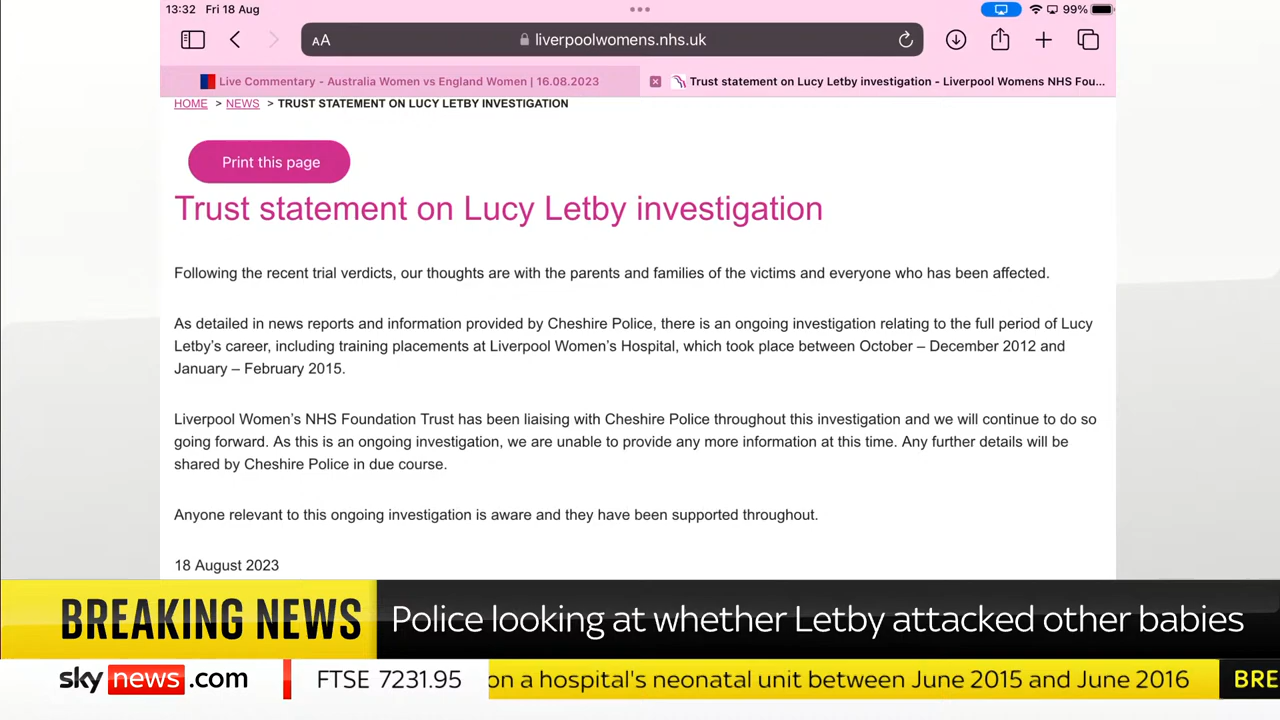 13:32 Fri 18 Aug
99%
AA
liverpoolwomens.nhs.uk
Live Commentary - Australia Women vs England Women | 16.08.2023
Trust statement on Lucy Letby investigation - Liverpool Womens NHS Fou...
HOME > NEWS > TRUST STATEMENT ON LUCY LETBY INVESTIGATION
Print this page
Trust statement on Lucy Letby investigation
Following the recent trial verdicts, our thoughts are with the parents and families of the victims and everyone who has been affected.
As detailed in news reports and information provided by Cheshire Police, there is an ongoing investigation relating to the full period of Lucy
Letby's career, including training placements at Liverpool Women's Hospital, which took place between October – December 2012 and
January – February 2015.
Liverpool Women's NHS Foundation Trust has been liaising with Cheshire Police throughout this investigation and we will continue to do so
going forward. As this is an ongoing investigation, we are unable to provide any more information at this time. Any further details will be
shared by Cheshire Police in due course.
Anyone relevant to this ongoing investigation is aware and they have been supported throughout.
18 August 2023
BREAKING NEWS
Police looking at whether Letby attacked other babies
sky news .com
FTSE 7231.95
on a hospital's neonatal unit between June 2015 and June 2016
BRE